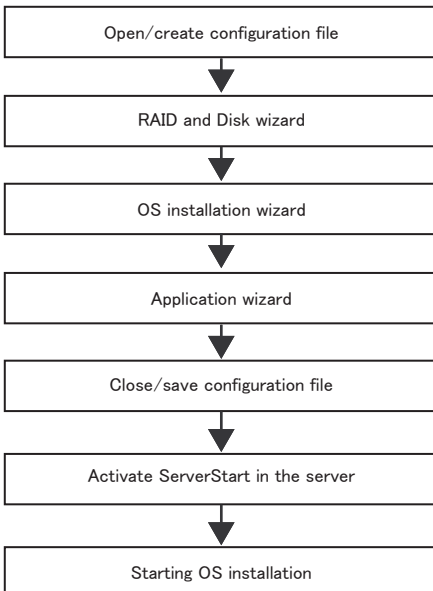 Open/create configuration file
RAID and Disk wizard
OS installation wizard
Application wizard
Close/save configuration file
Activate ServerStart in the server
Starting OS installation